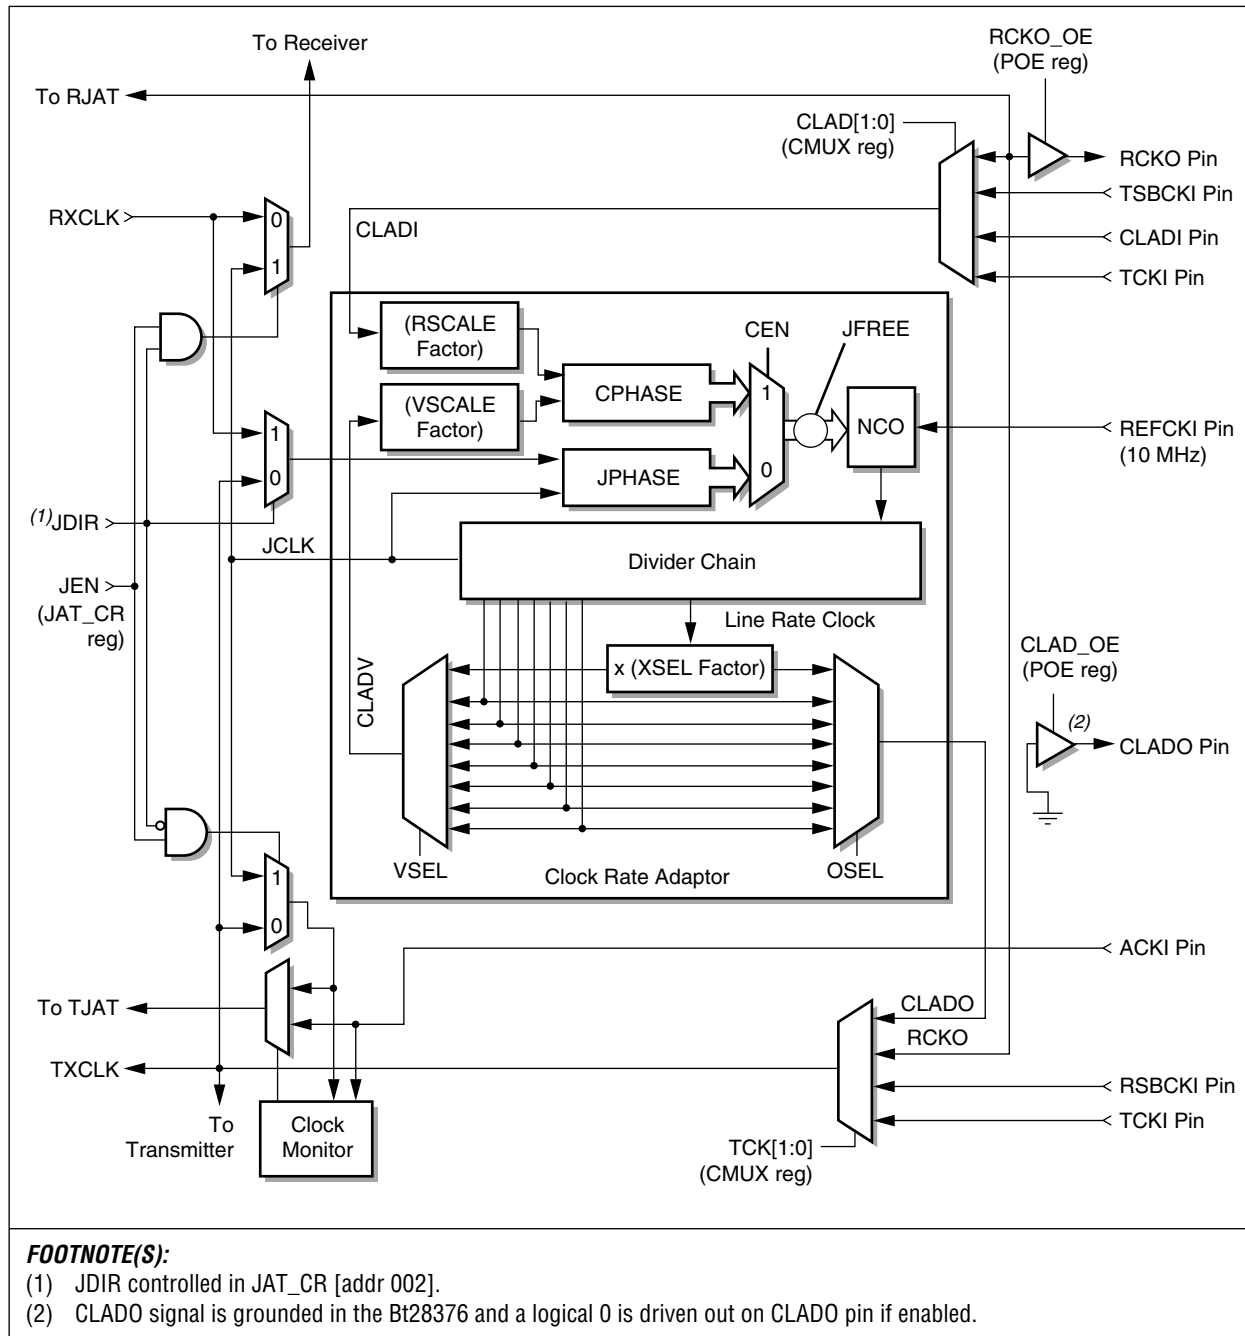 To Receiver
RCKO_OE
(POE reg)
To RJAT
CLAD[1:0]
(CMUX reg)
RCKO Pin
TSBCKI Pin
RXCLK
0
CLADI
CLADI Pin
1
TCKI Pin
(RSCALE
Factor)
CEN
JFREE
CPHASE
1
(VSCALE
Factor)
NCO
REFCKI Pin
(10 MHz)
1
0
JPHASE
0
(1) JDIR
JCLK
Divider Chain
JEN
(JAT_CR
reg)
Line Rate Clock
CLAD_OE
(POE reg)
x (XSEL Factor)
CLADV
(2)
CLADO Pin
VSEL
OSEL
Clock Rate Adaptor
1
0
ACKI Pin
To TJAT
CLADO
RCKO
TXCLK
RSBCKI Pin
To
Transmitter
Clock
Monitor
TCKI Pin
TCK[1:0]
(CMUX reg)
FOOTNOTE(S):
(1) JDIR controlled in JAT_CR [addr 002].
(2) CLADO signal is grounded in the Bt28376 and a logical 0 is driven out on CLADO pin if enabled.